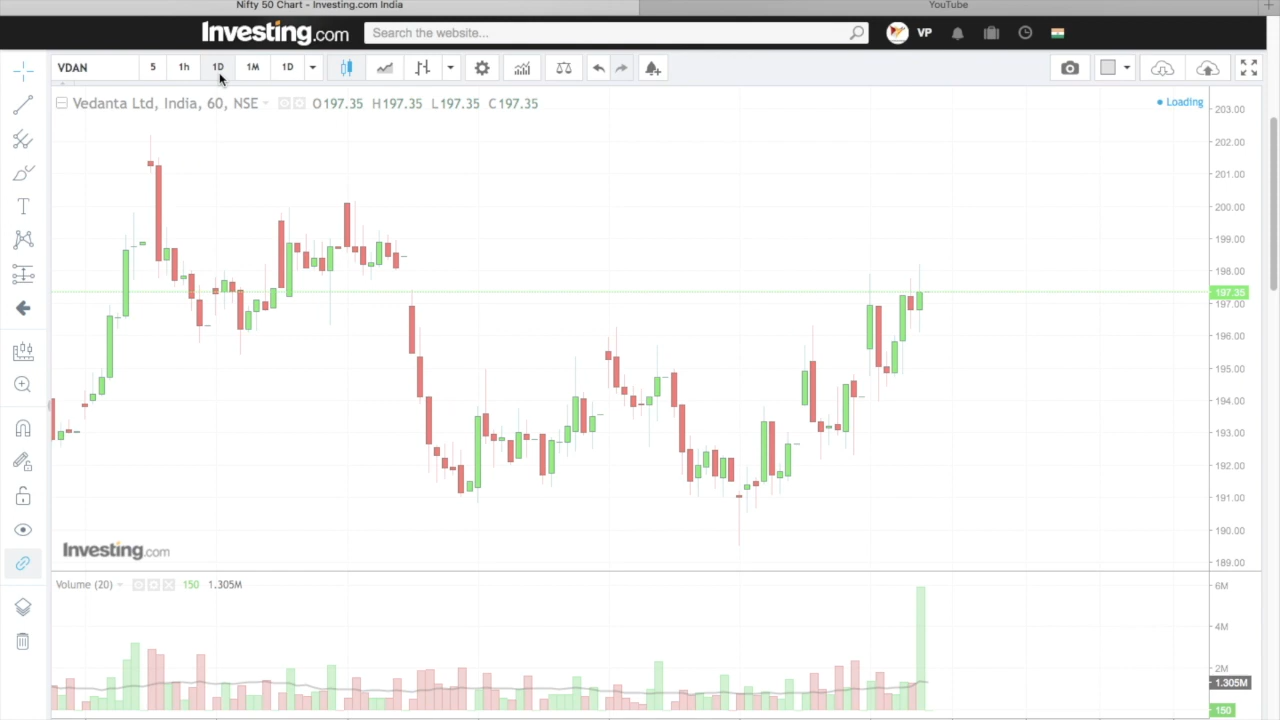 Nifty 50 Chart - Investing.com India
YouTube
Investing.com
Search the website...
VP
VDAN
5
1h
1D
1M
1D
Vedanta Ltd, India, 60, NSE
O197.35 H197.35 L197.35 C197.35
Loading
203.00
202.00
201.00
200.00
199.00
198.00
197.35
197.00
196.00
195.00
194.00
193.00
192.00
191.00
190.00
189.00
Investing.com
Volume (20)
150
1.305M
6M
4M
2M
1.305M
150